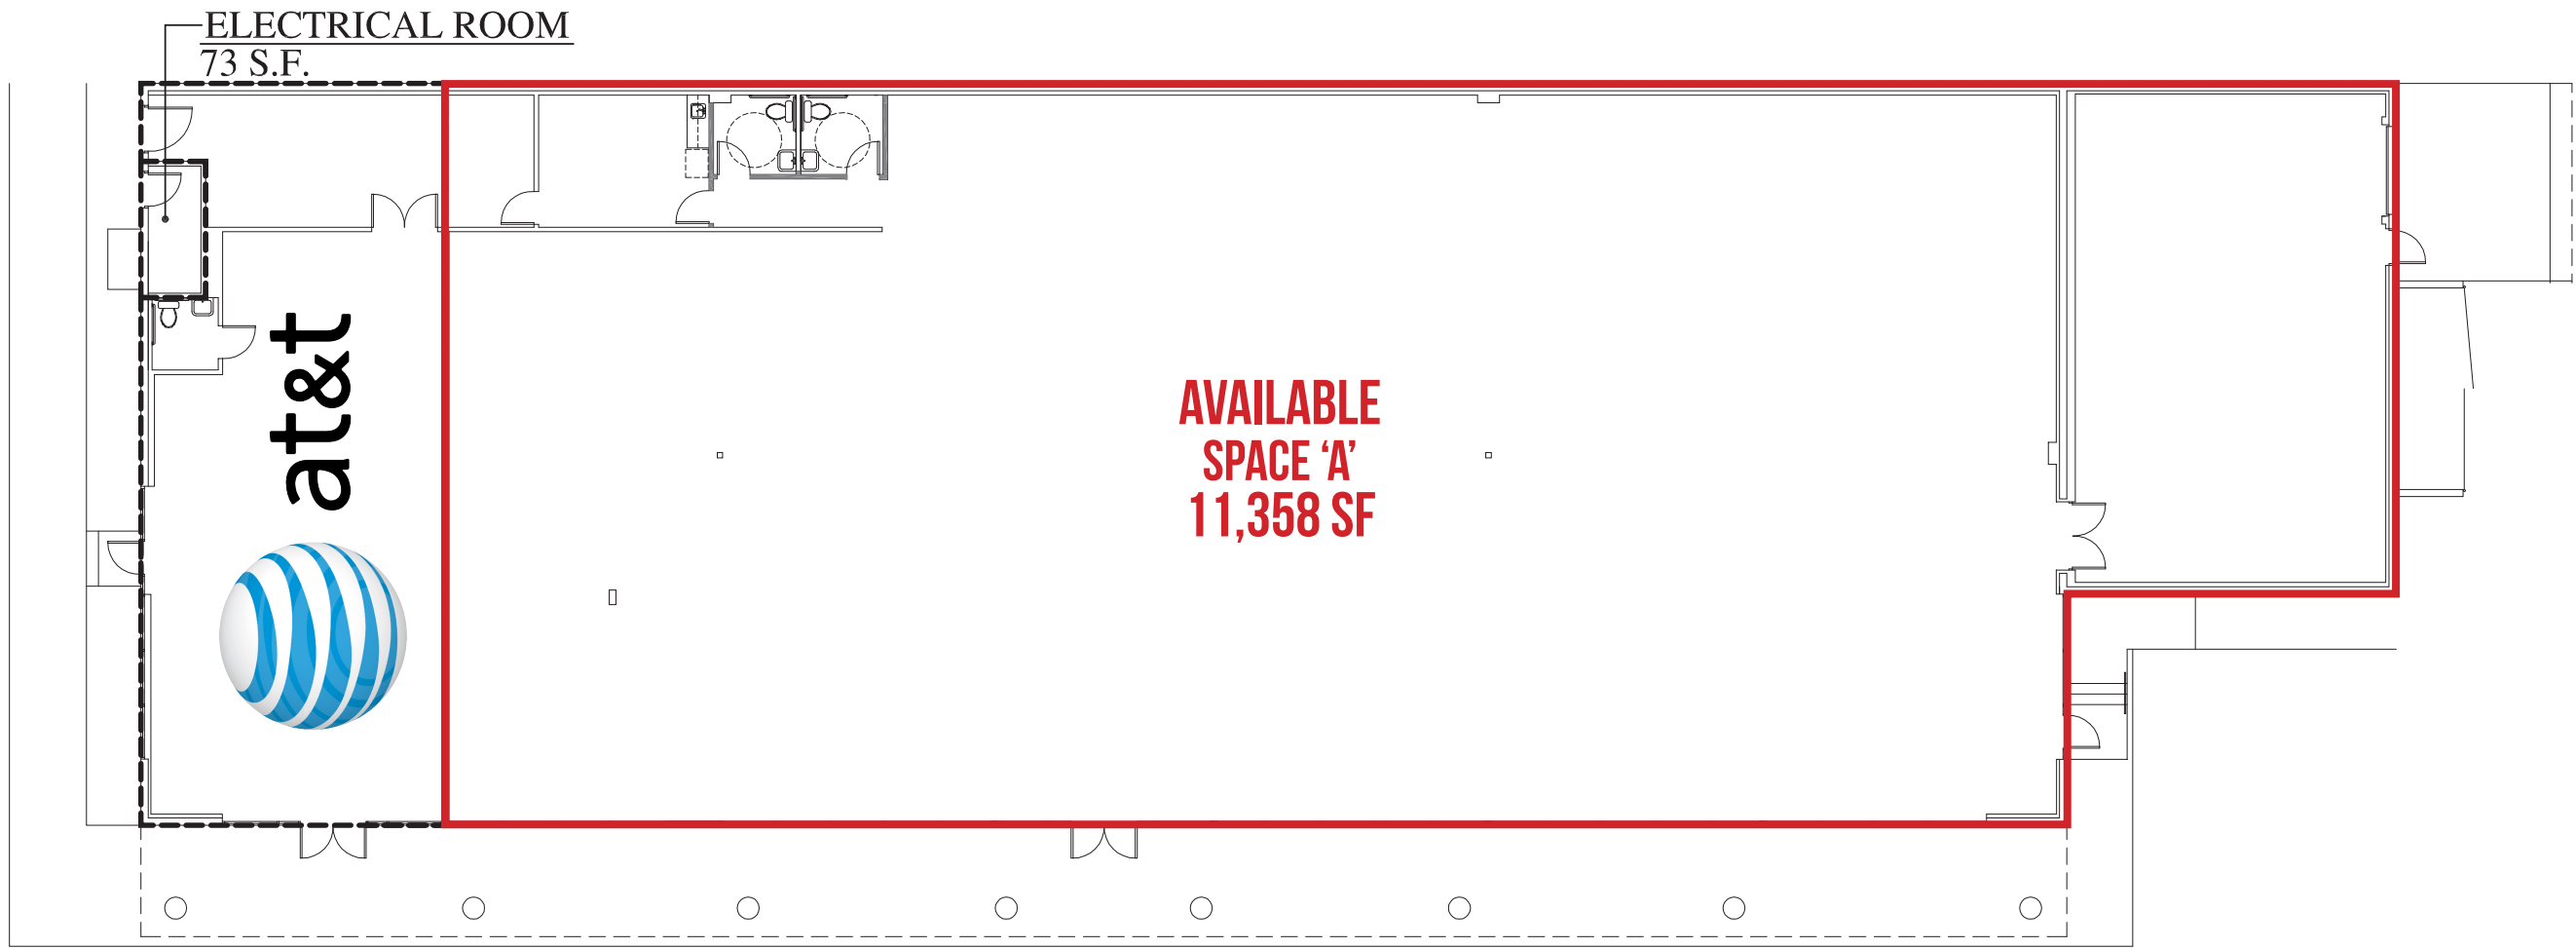 ELECTRICAL ROOM
73 S.F.
at&t
AVAILABLE
SPACE ‘A’
11,358 SF